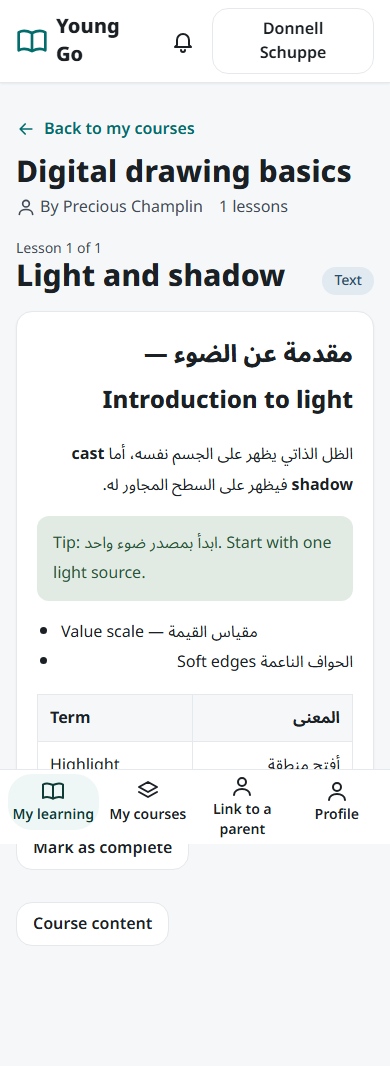 Young
Go
Donnell
Schuppe
Back to my courses
Digital drawing basics
By Precious Champlin 1 lessons
Lesson 1 of 1
Light and shadow
Text
مقدمة عن الضوء —
Introduction to light
الظل الذاتي يظهر على الجسم نفسه، أما cast
shadow فيظهر على السطح المجاور له.
Tip: ابدأ بمصدر ضوء واحد. Start with one
light source.
Value scale — مقياس القيمة
الحواف الناعمة Soft edges
Term المعنى
Highlight أفتح منطقة
My learning
My courses
Link to a
parent
Profile
Mark as complete
Course content